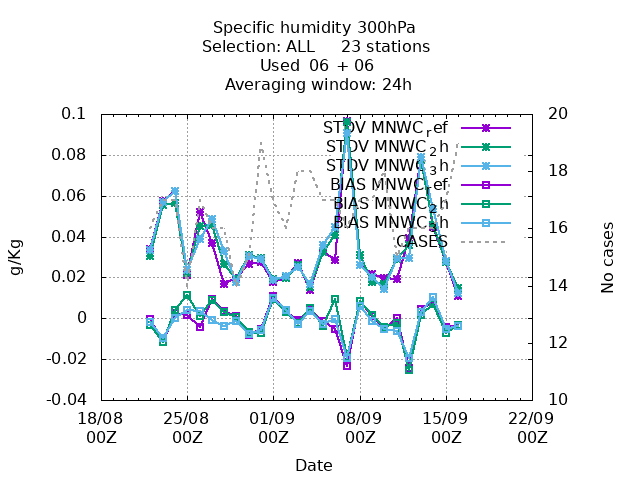 Specific humidity 300hPa
Selection: ALL 23 stations
Used 06 + 06
Averaging window: 24h
0.1
0.08
0.06
0.04
0.02
0
-0.02
-0.04
g/Kg
20
18
16
14
12
10
No cases
STDV MNWC_ref
STDV MNWC_2h
STDV MNWC_3h
BIAS MNWC_ref
BIAS MNWC_2h
BIAS MNWC_3h
CASES
18/08 25/08 01/09 08/09 15/09 22/09
00Z 00Z 00Z 00Z 00Z 00Z
Date